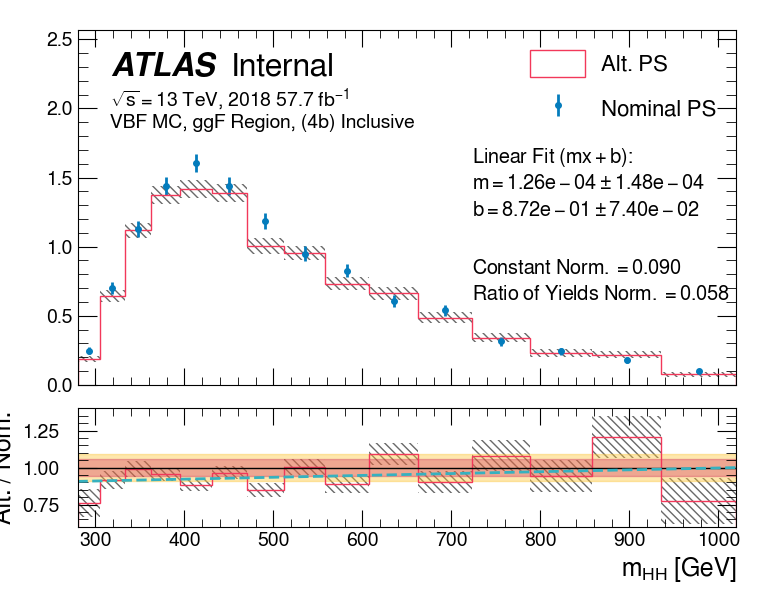 ATLAS Internal
√s = 13 TeV, 2018 57.7 fb⁻¹
VBF MC, ggF Region, (4b) Inclusive
Alt. PS
Nominal PS
Linear Fit (mx + b):
m = 1.26e − 04 ± 1.48e − 04
b = 8.72e − 01 ± 7.40e − 02
Constant Norm. = 0.090
Ratio of Yields Norm. = 0.058
2.5
2.0
1.5
1.0
0.5
0.0
Alt. / Nom.
1.25
1.00
0.75
300 400 500 600 700 800 900 1000
m_HH [GeV]